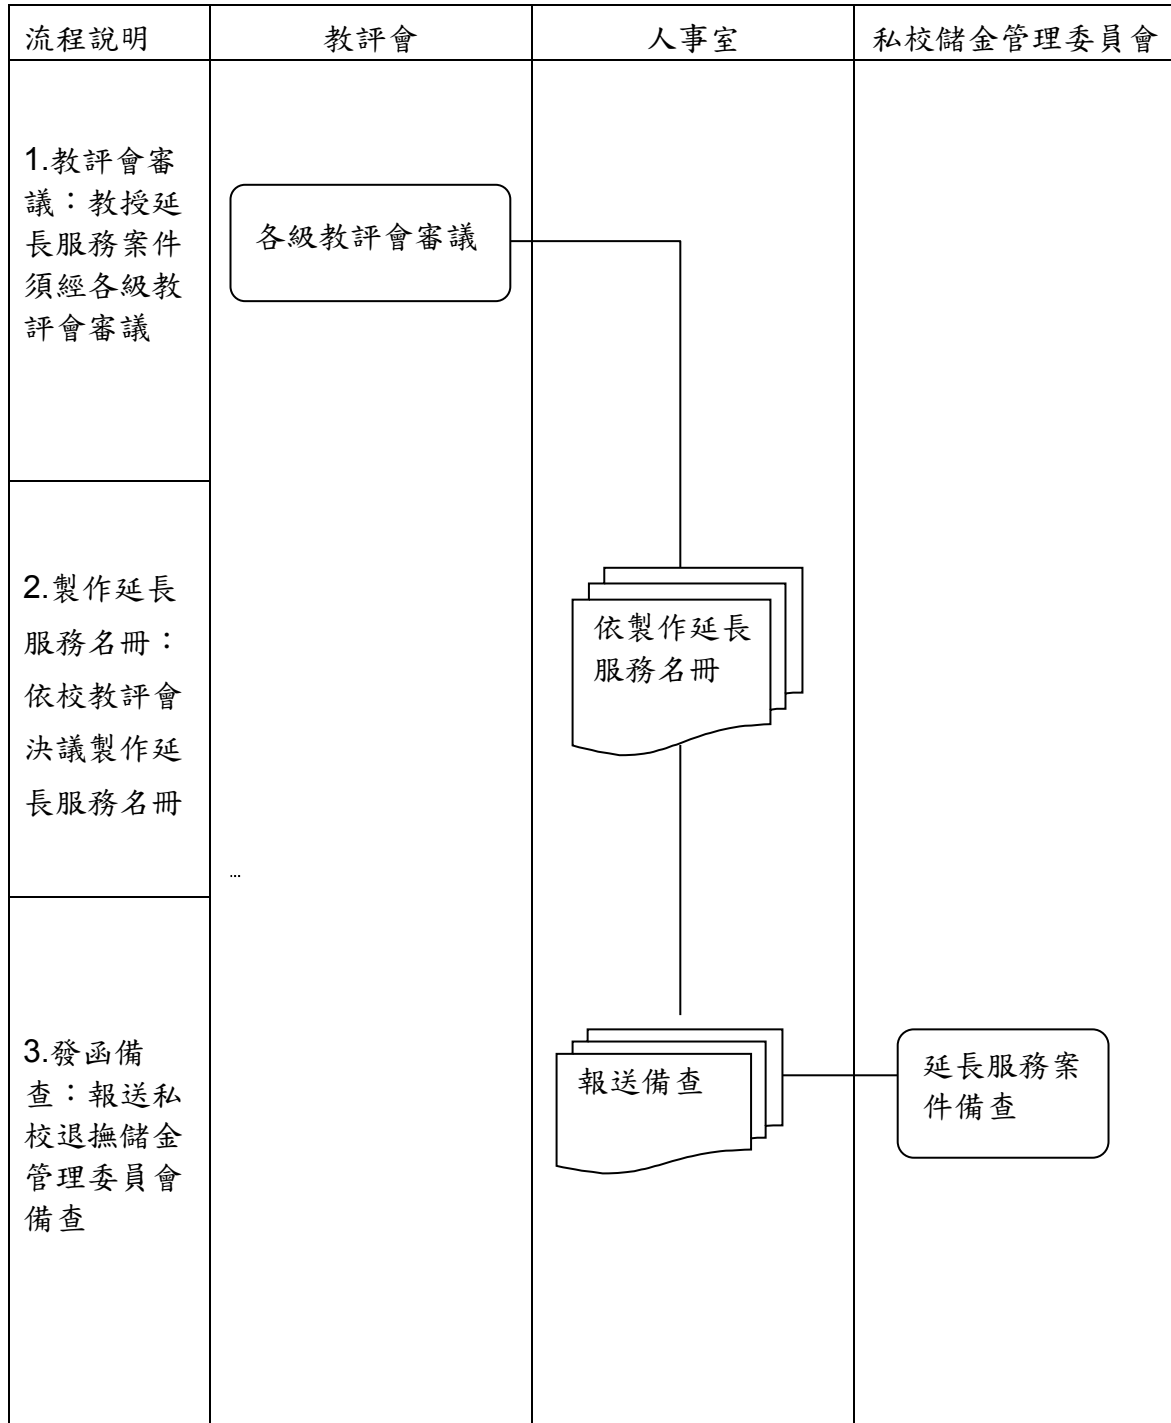 流程說明
教評會
人事室
私校儲金管理委員會
1.教評會審
議：教授延
長服務案件
須經各級教
評會審議
各級教評會審議
2.製作延長
服務名冊：
依校教評會
決議製作延
長服務名冊
依製作延長
服務名冊
…
3.發函備
查：報送私
校退撫儲金
管理委員會
備查
報送備查
延長服務案
件備查